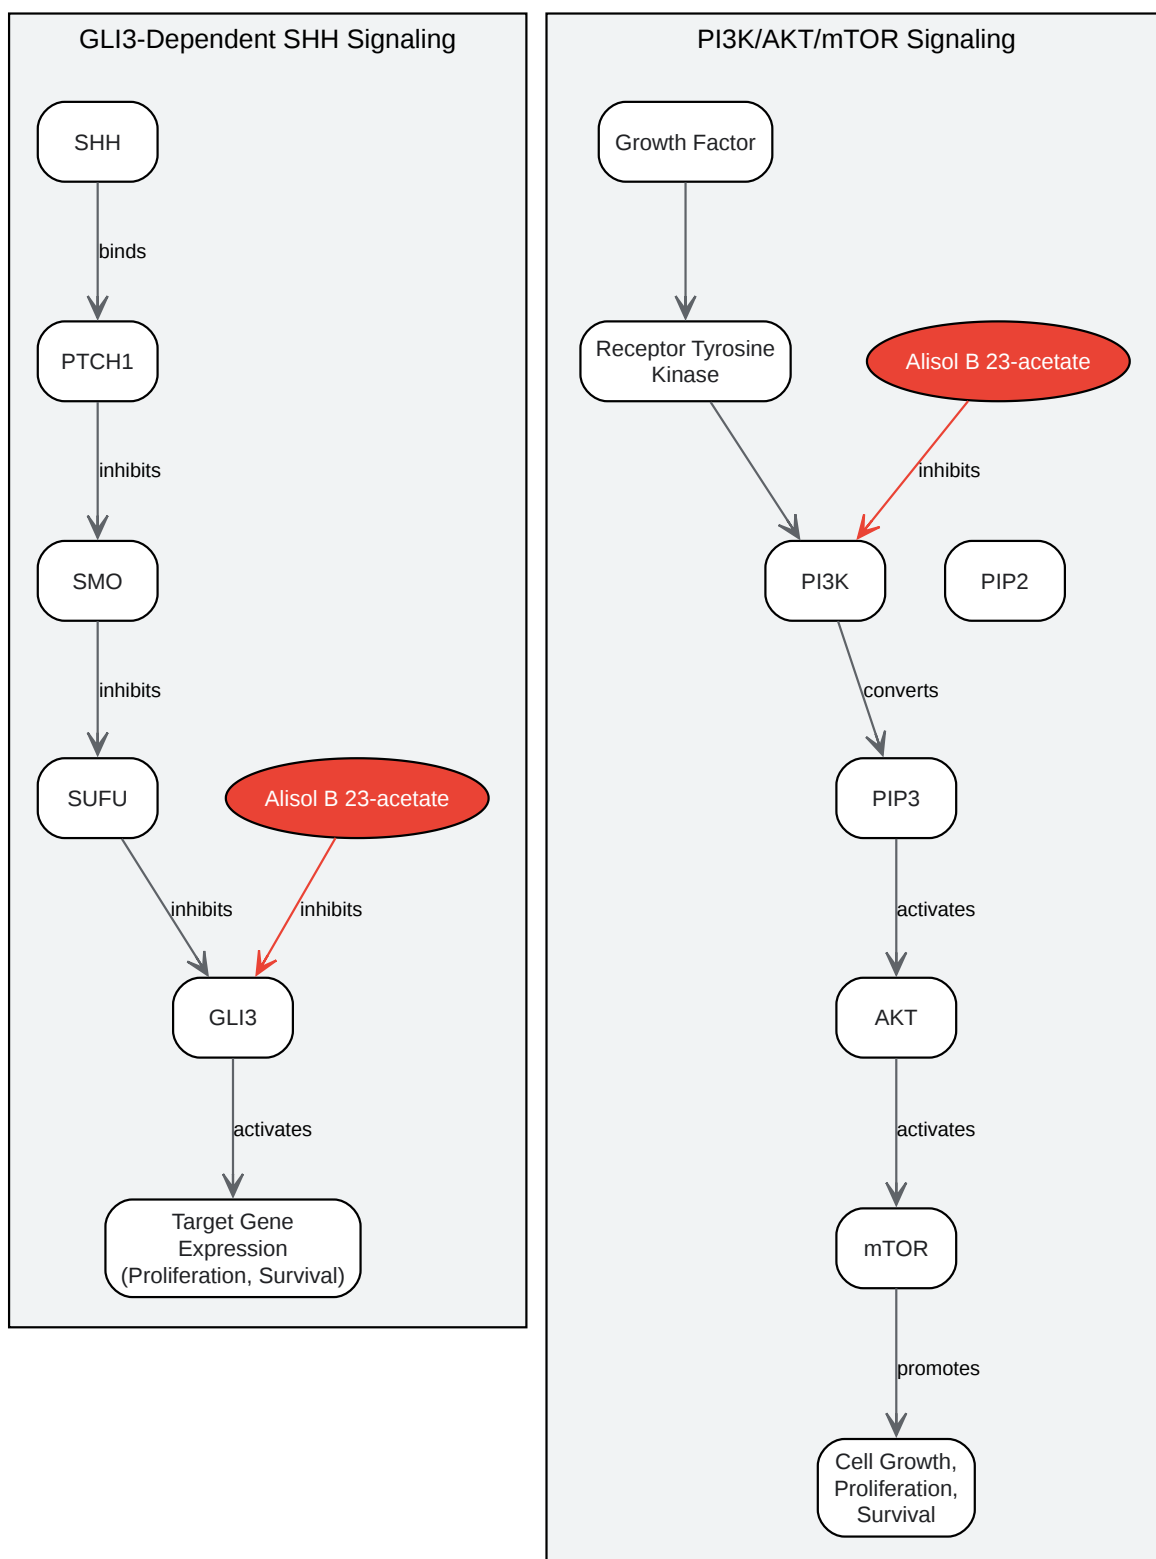 GLI3-Dependent SHH Signaling
SHH
binds
PTCH1
inhibits
SMO
inhibits
SUFU
Alisol B 23-acetate
inhibits
inhibits
GLI3
activates
Target Gene
Expression
(Proliferation, Survival)
PI3K/AKT/mTOR Signaling
Growth Factor
Receptor Tyrosine
Kinase
Alisol B 23-acetate
inhibits
PI3K
PIP2
converts
PIP3
activates
AKT
activates
mTOR
promotes
Cell Growth,
Proliferation,
Survival